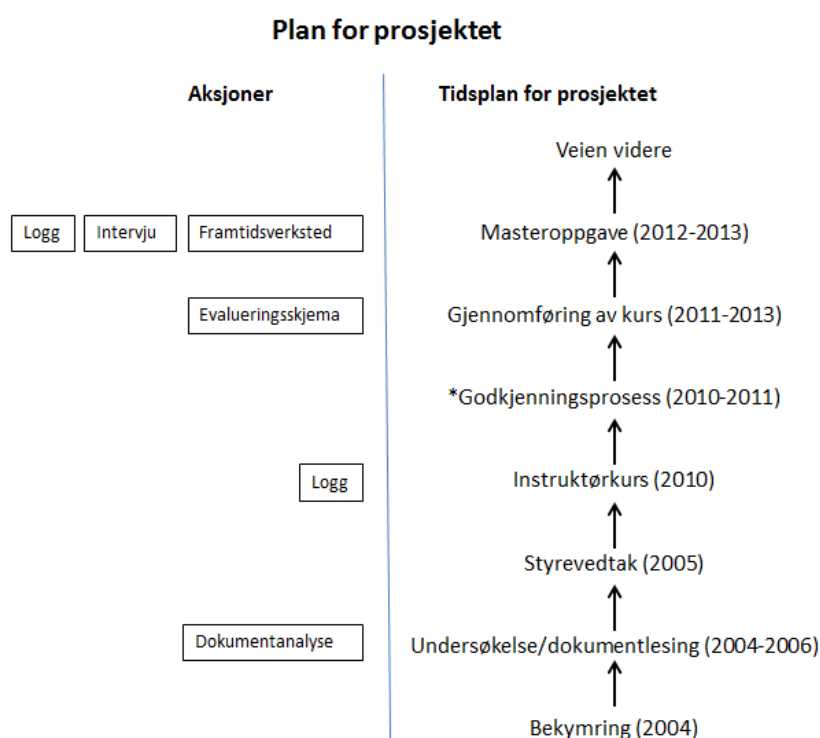 Plan for prosjektet
Aksjoner
Tidsplan for prosjektet
Veien videre
Logg
Intervju
Framtidsverksted
Masteroppgave (2012-2013)
Evalueringsskjema
Gjennomføring av kurs (2011-2013)
*Godkjenningsprosess (2010-2011)
Logg
Instruktørkurs (2010)
Styrevedtak (2005)
Dokumentanalyse
Undersøkelse/dokumentlesing (2004-2006)
Bekymring (2004)